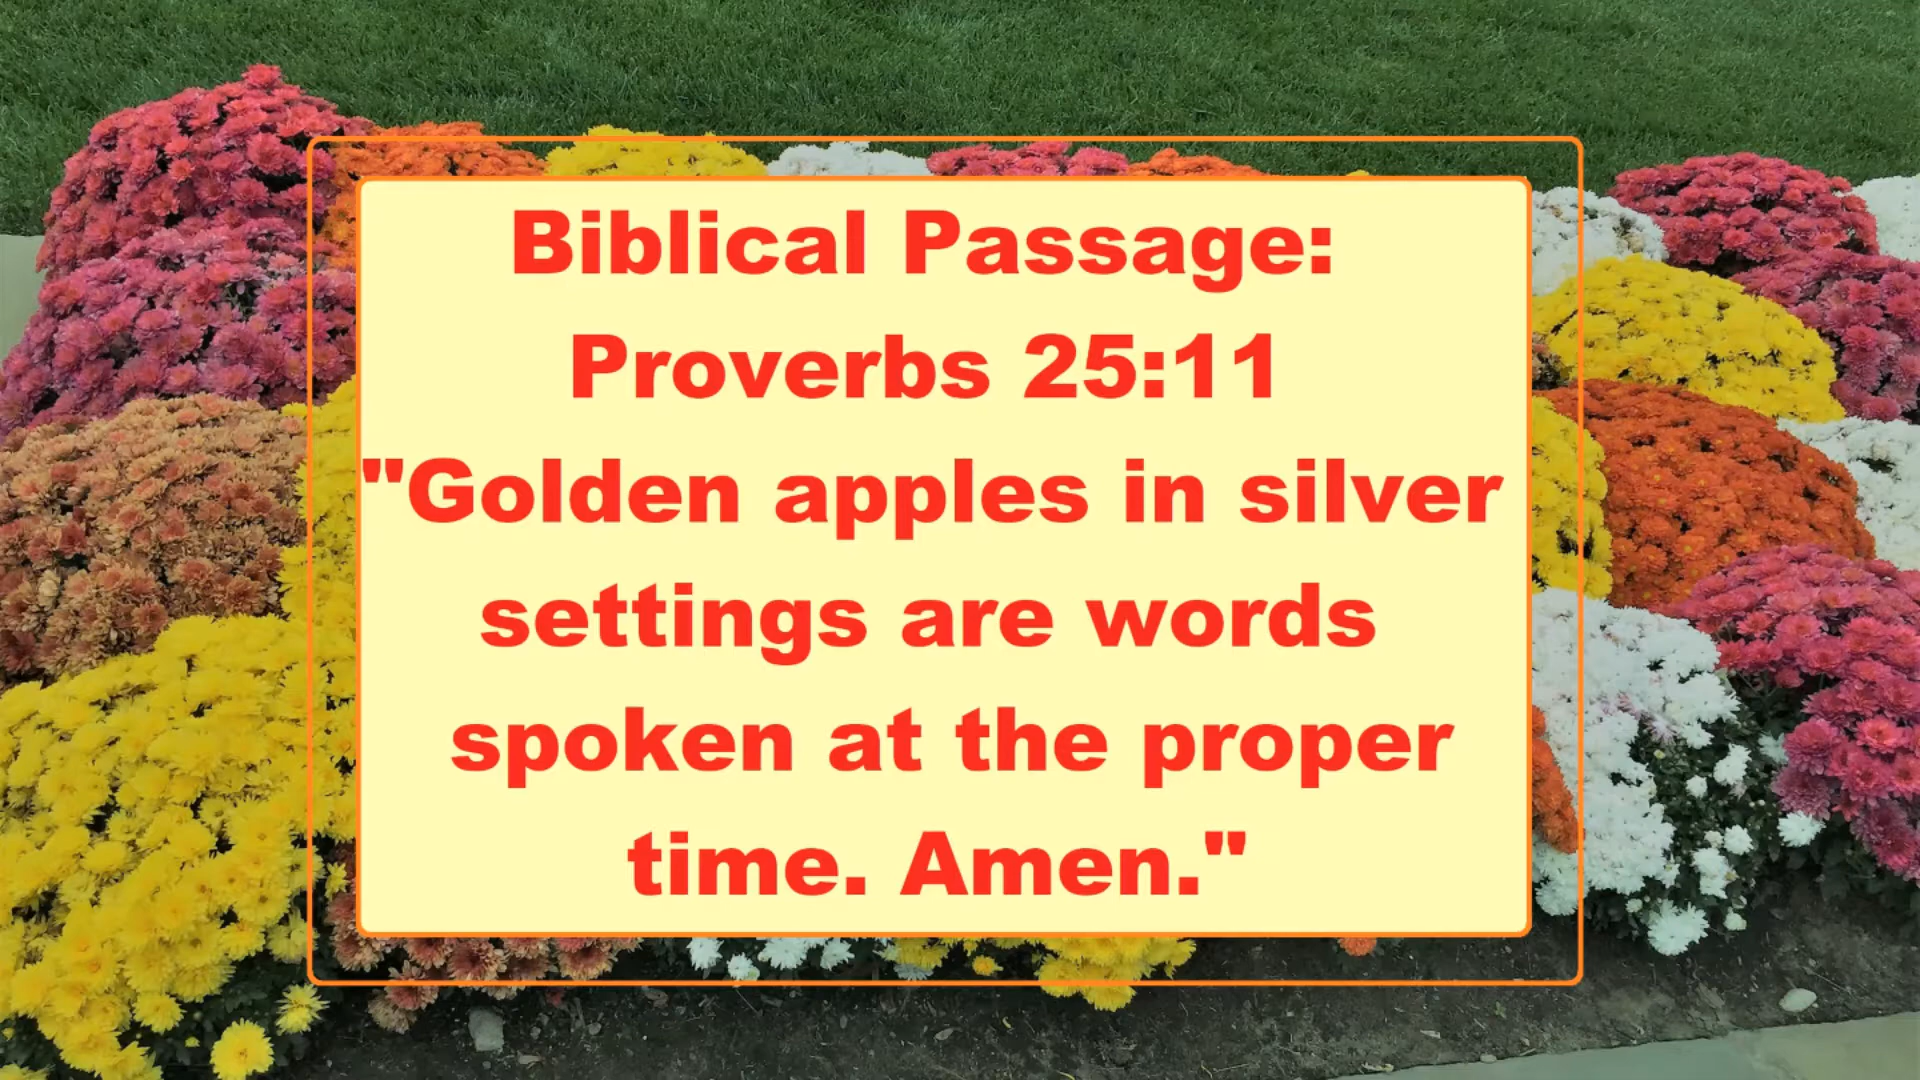 Biblical Passage:
Proverbs 25:11
"Golden apples in silver
settings are words
spoken at the proper
time. Amen."